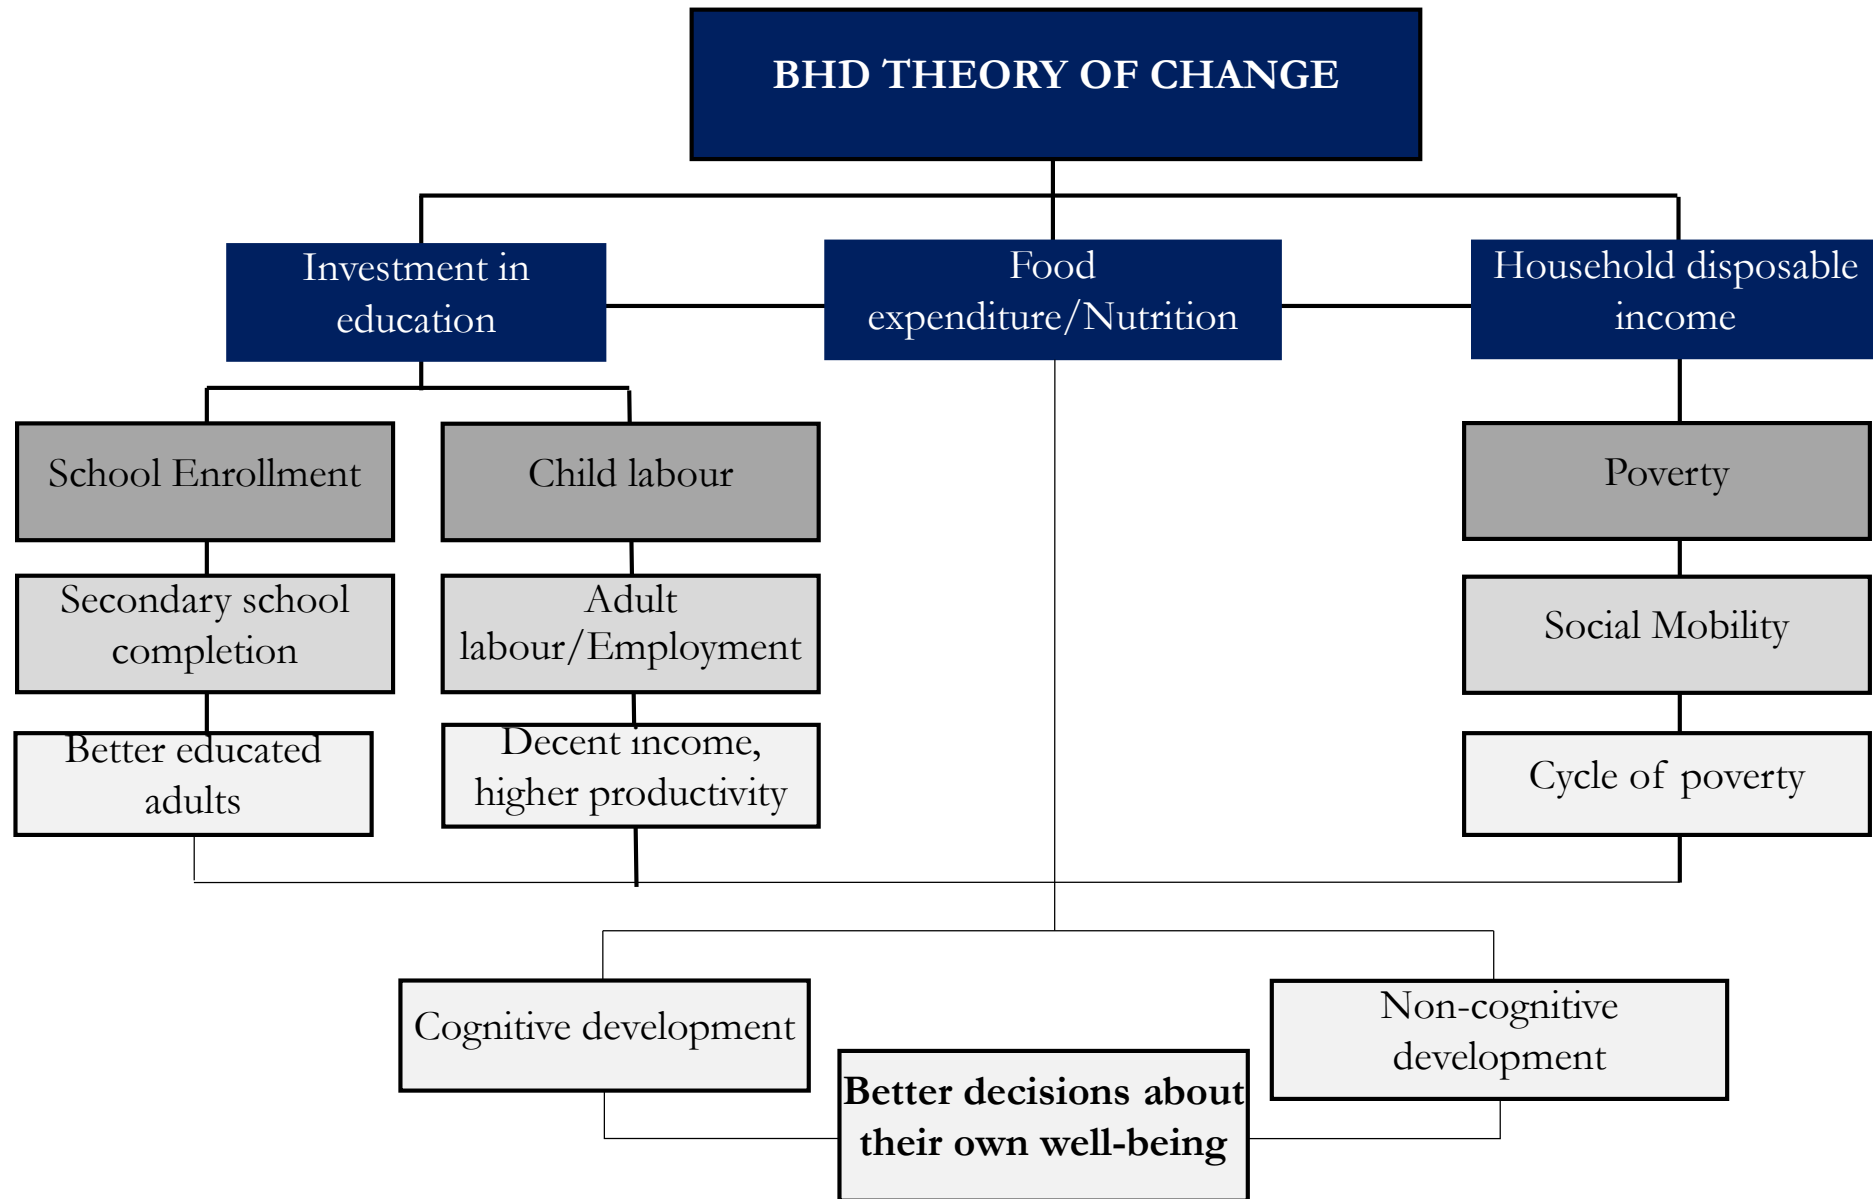 BHD THEORY OF CHANGE
Investment in
education
Food
expenditure/Nutrition
Household disposable
income
School Enrollment
Child labour
Poverty
Secondary school
completion
Adult
labour/Employment
Social Mobility
Better educated
adults
Decent income,
higher productivity
Cycle of poverty
Cognitive development
Non-cognitive
development
Better decisions about
their own well-being